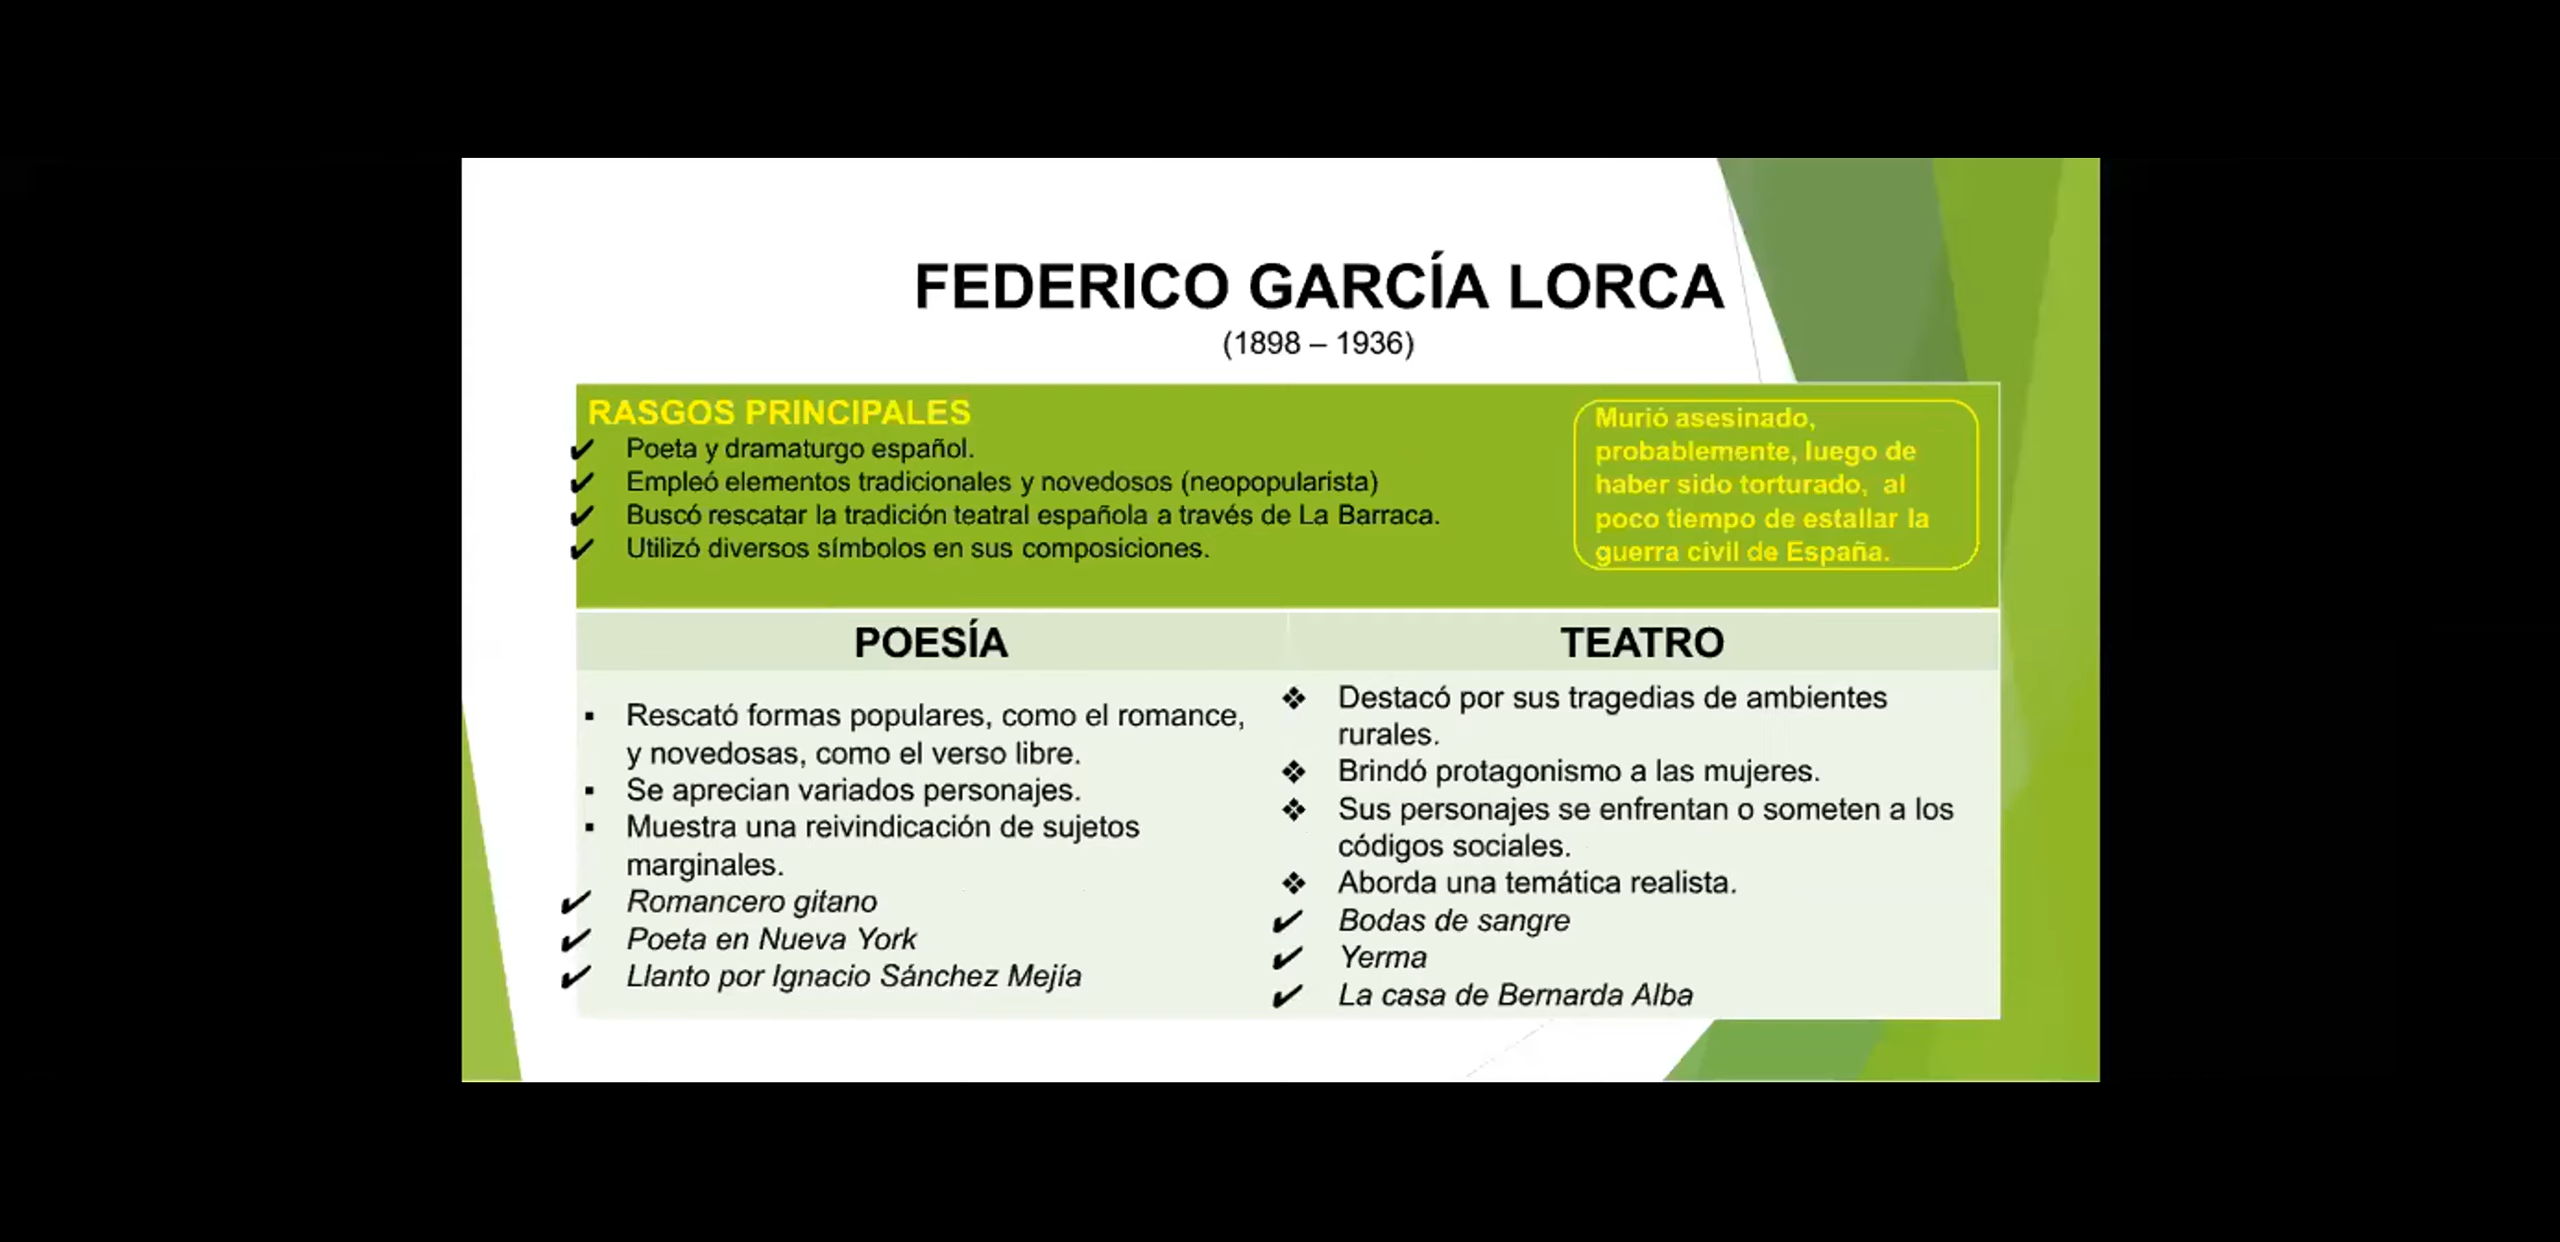 FEDERICO GARCÍA LORCA
(1898 – 1936)
RASGOS PRINCIPALES
✔ Poeta y dramaturgo español.
✔ Empleó elementos tradicionales y novedosos (neopopularista)
✔ Buscó rescatar la tradición teatral española a través de La Barraca.
✔ Utilizó diversos símbolos en sus composiciones.
Murió asesinado,
probablemente, luego de
haber sido torturado, al
poco tiempo de estallar la
guerra civil de España.
POESÍA
▪ Rescató formas populares, como el romance,
y novedosas, como el verso libre.
▪ Se aprecian variados personajes.
▪ Muestra una reivindicación de sujetos
marginales.
✔ Romancero gitano
✔ Poeta en Nueva York
✔ Llanto por Ignacio Sánchez Mejía
TEATRO
❖ Destacó por sus tragedias de ambientes
rurales.
❖ Brindó protagonismo a las mujeres.
❖ Sus personajes se enfrentan o someten a los
códigos sociales.
❖ Aborda una temática realista.
✔ Bodas de sangre
✔ Yerma
✔ La casa de Bernarda Alba